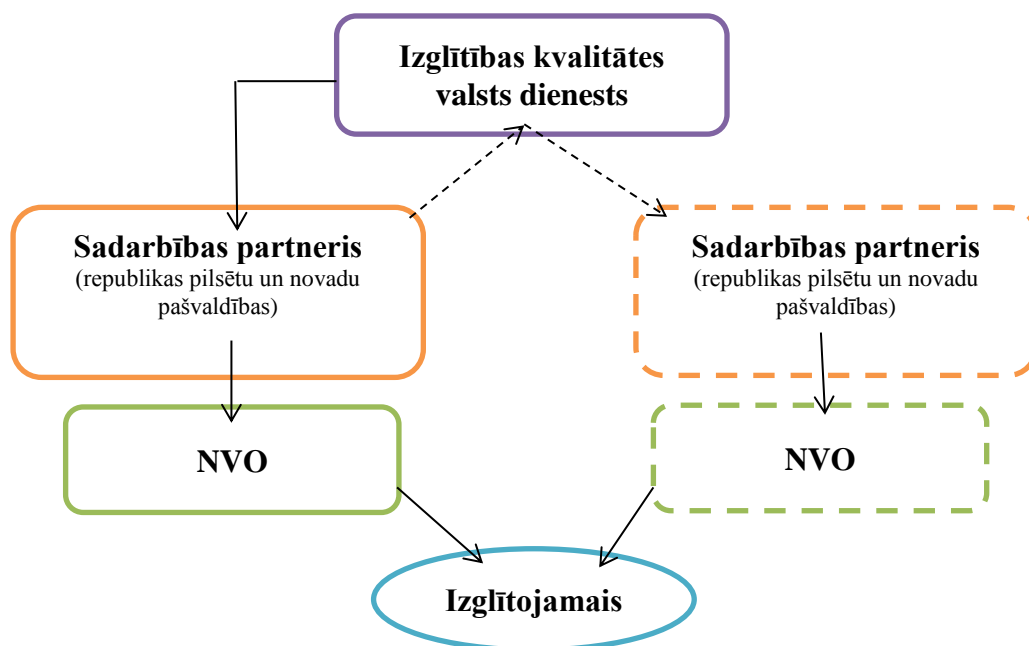 Izglītības kvalitātes
valsts dienests
Sadarbības partneris
(republikas pilsētu un novadu
pašvaldības)
Sadarbības partneris
(republikas pilsētu un novadu
pašvaldības)
NVO
NVO
Izglītojamais